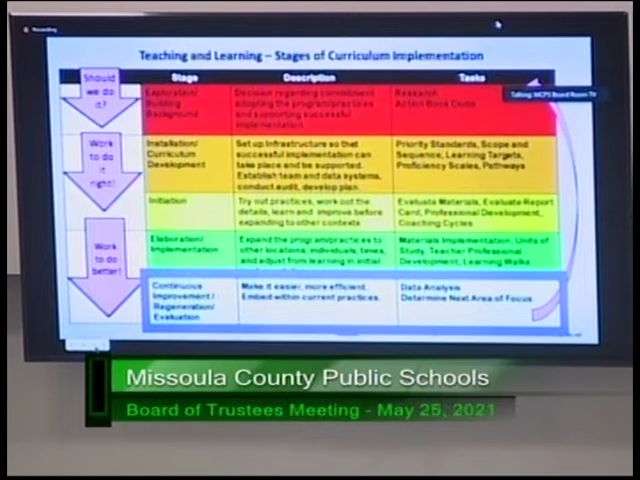 Recording
Teaching and Learning – Stages of Curriculum Implementation
Should we do it?
Stage
Description
Tasks
Talking: MCPS Board Room TV
Exploration/
Building
Background
Decision regarding commitment
adopting the program/practices
and supporting successful
implementation
Research
Action Book Clubs
Work
to do
it
right!
Installation/
Curriculum
Development
Set up infrastructure so that
successful implementation can
take place and be supported.
Establish team and data systems,
conduct audit, develop plan.
Priority Standards, Scope and
Sequence, Learning Targets,
Proficiency Scales, Pathways
Initiation
Try out practices, work out the
details, learn and improve before
expanding to other contexts
Evaluate Materials, Evaluate Report
Card, Professional Development,
Coaching Cycles
Work
to do
better!
Elaboration/
Implementation
Expand the program/practices to
other locations, individuals, times,
and adjust from learning in initial
Materials Implementation, Units of
Study, Teacher Professional
Development, Learning Walks
Continuous
Improvement/
Regeneration/
Evaluation
Make it easier, more efficient.
Embed within current practices.
Data Analysis
Determine Next Area of Focus
Missoula County Public Schools
Board of Trustees Meeting - May 25, 2021